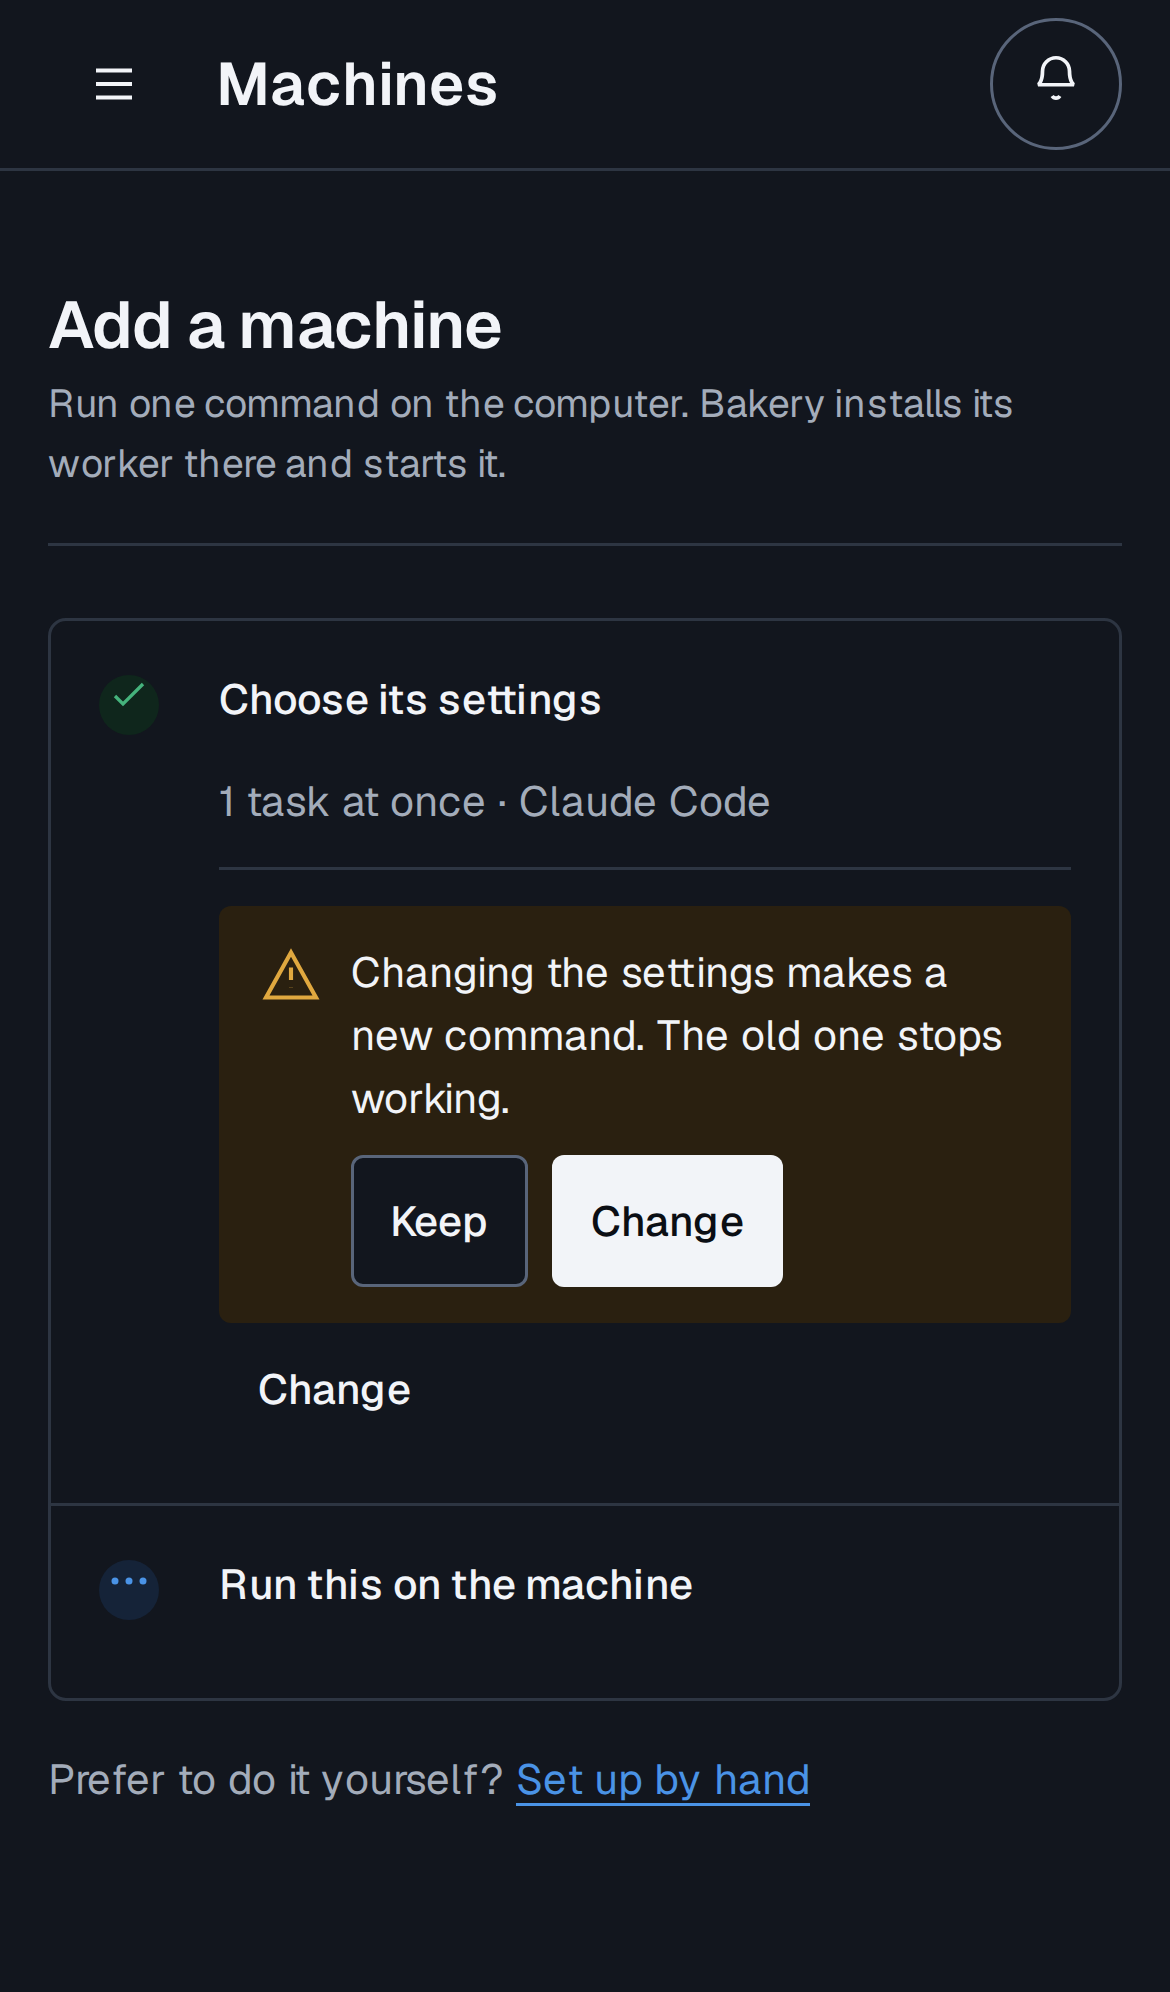 Machines
Add a machine
Run one command on the computer. Bakery installs its
worker there and starts it.
Choose its settings
1 task at once · Claude Code
Changing the settings makes a
new command. The old one stops
working.
Keep
Change
Change
Run this on the machine
Prefer to do it yourself? Set up by hand